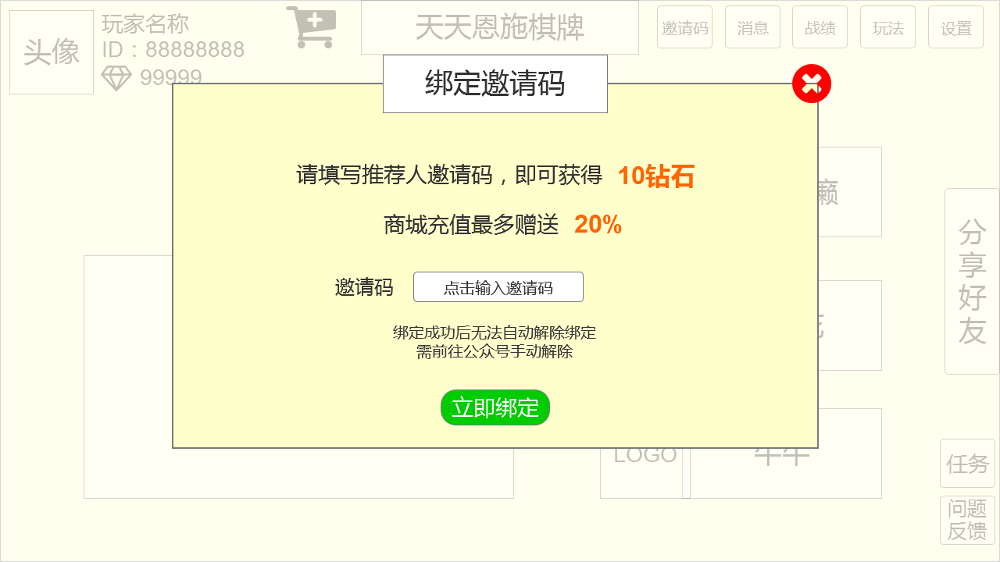 头像
玩家名称
ID：88888888
99999
天天恩施棋牌
邀请码
消息
战绩
玩法
设置
绑定邀请码
请填写推荐人邀请码，即可获得 10钻石
商城充值最多赠送 20%
邀请码 点击输入邀请码
绑定成功后无法自动解除绑定
需前往公众号手动解除
立即绑定
LOGO
牛牛
分享好友
任务
问题
反馈